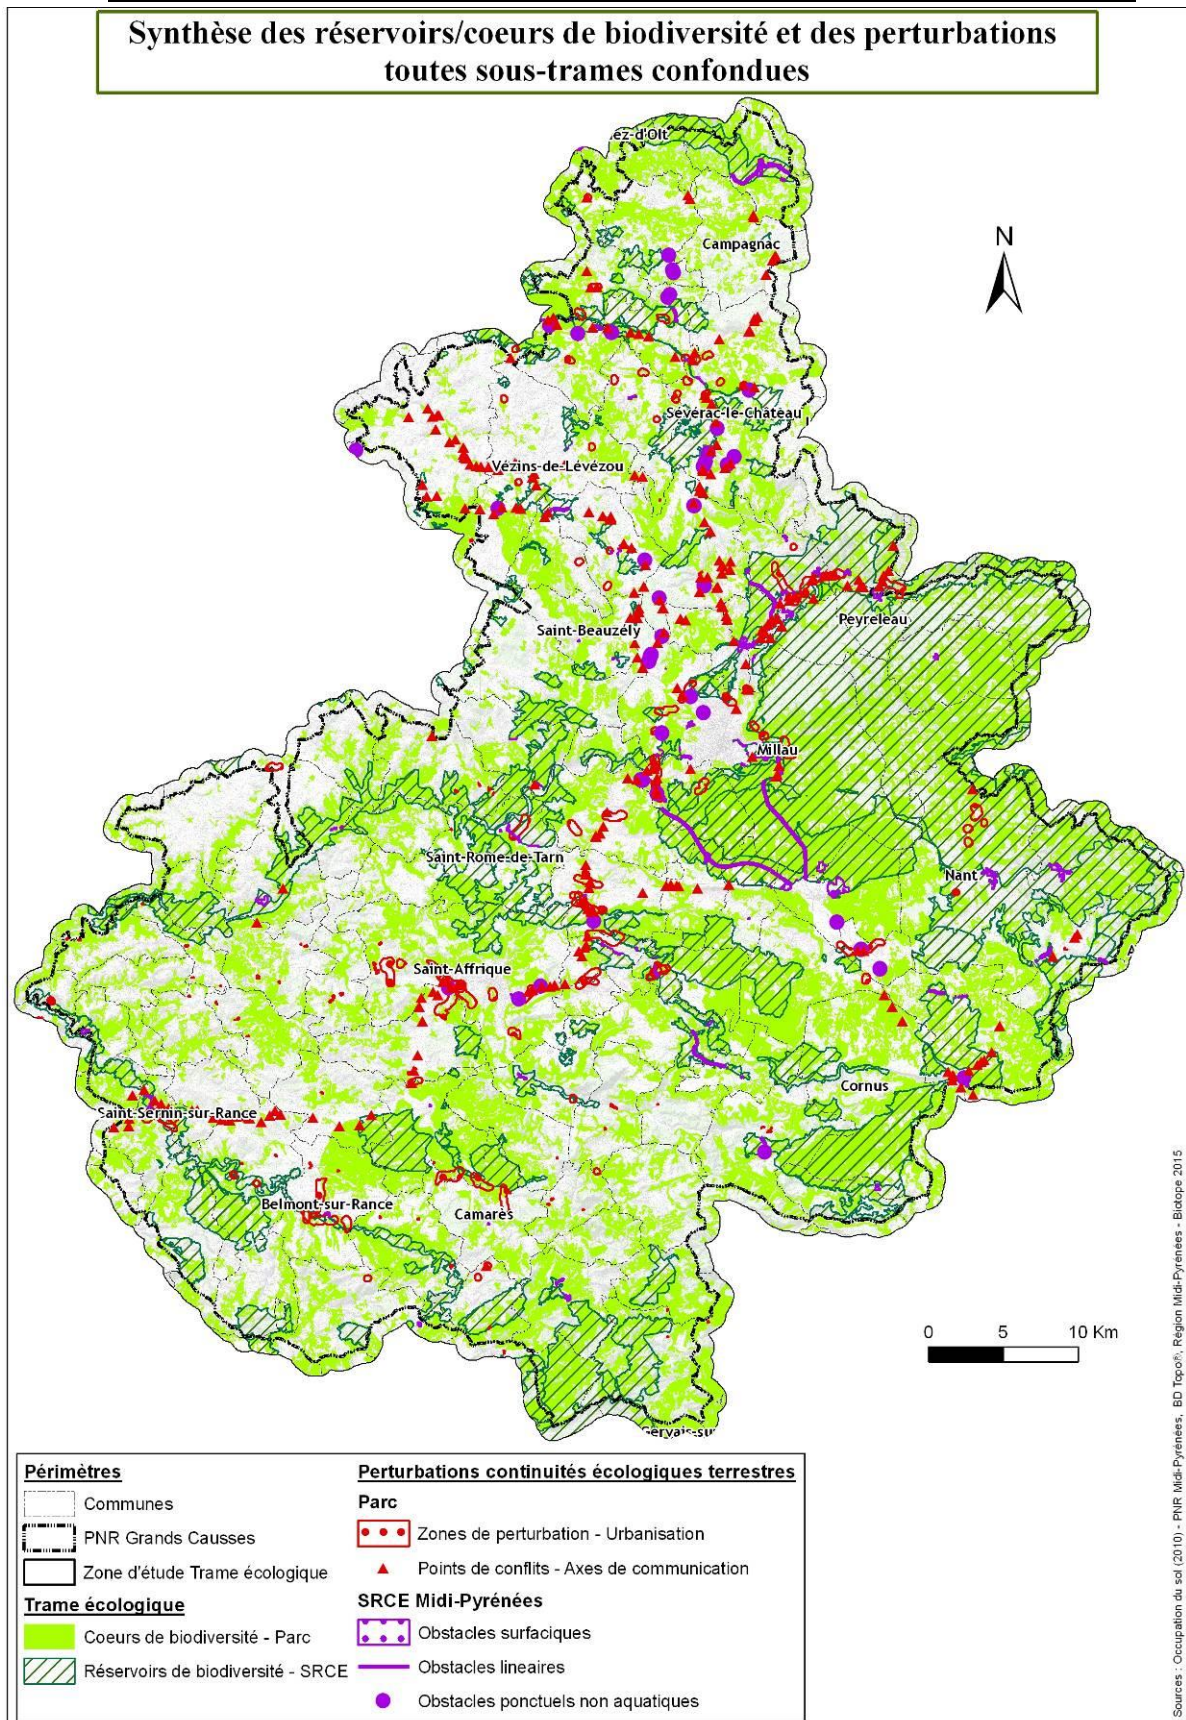 Synthèse des réservoirs/coeurs de biodiversité et des perturbations
toutes sous-trames confondues
ez-d'Olt
N
Campagnac
Sévérac-le-Château
Vézins-de-Lévézou
Peyreleau
Saint-Beauzély
Millau
Saint-Rome-de-Tarn
Nant
Saint-Affrique
Cornus
Saint-Sernin-sur-Rance
Belmont-sur-Rance
Camarès
0 5 10 Km
Gervais-su
Périmètres
Communes
PNR Grands Causses
Zone d'étude Trame écologique
Trame écologique
Coeurs de biodiversité - Parc
Réservoirs de biodiversité - SRCE
Perturbations continuités écologiques terrestres
Parc
Zones de perturbation - Urbanisation
Points de conflits - Axes de communication
SRCE Midi-Pyrénées
Obstacles surfaciques
Obstacles lineaires
Obstacles ponctuels non aquatiques
Sources : Occupation du sol (2010) - PNR Midi-Pyrénées, BD Topo®, Région Midi-Pyrénées - Biotope 2015